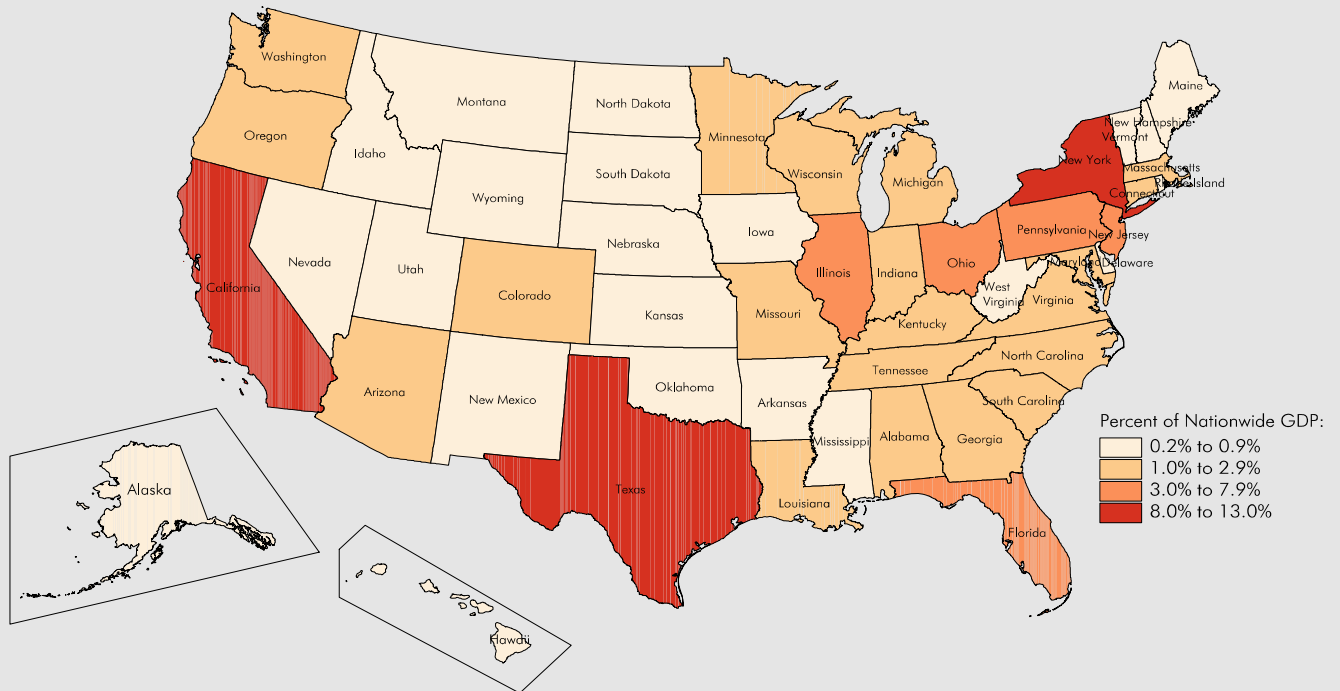 Washington
Oregon
California
Idaho
Nevada
Montana
Wyoming
Utah
Arizona
Colorado
New Mexico
North Dakota
South Dakota
Nebraska
Kansas
Oklahoma
Texas
Minnesota
Iowa
Missouri
Arkansas
Louisiana
Wisconsin
Illinois
Michigan
Indiana
Ohio
Kentucky
Tennessee
Mississippi
Alabama
Georgia
Florida
South Carolina
North Carolina
Virginia
West
Virginia
Maryland
Delaware
Pennsylvania
New Jersey
New York
Connecticut
Rhode Island
Massachusetts
Vermont
New Hampshire
Maine
Alaska
Hawaii
Percent of Nationwide GDP:
0.2% to 0.9%
1.0% to 2.9%
3.0% to 7.9%
8.0% to 13.0%